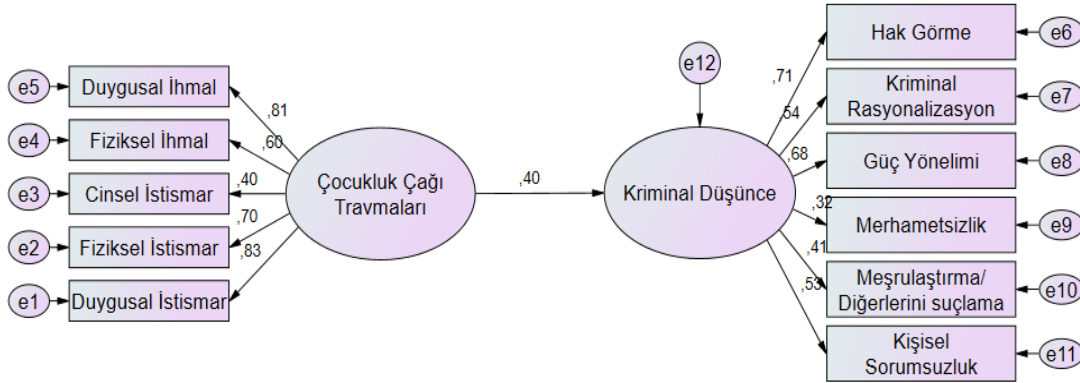 e5
Duygusal İhmal
,81
e4
Fiziksel İhmal
,60
e3
Cinsel İstismar
,40
e2
Fiziksel İstismar
,70
e1
Duygusal İstismar
,83
Çocukluk Çağı
Travmaları
,40
e12
Kriminal Düşünce
,71
Hak Görme
e6
,54
Kriminal
Rasyonalizasyon
e7
,68
Güç Yönelimi
e8
,32
Merhametsizlik
e9
,41
Meşrulaştırma/
Diğerlerini suçlama
e10
,53
Kişisel
Sorumsuzluk
e11